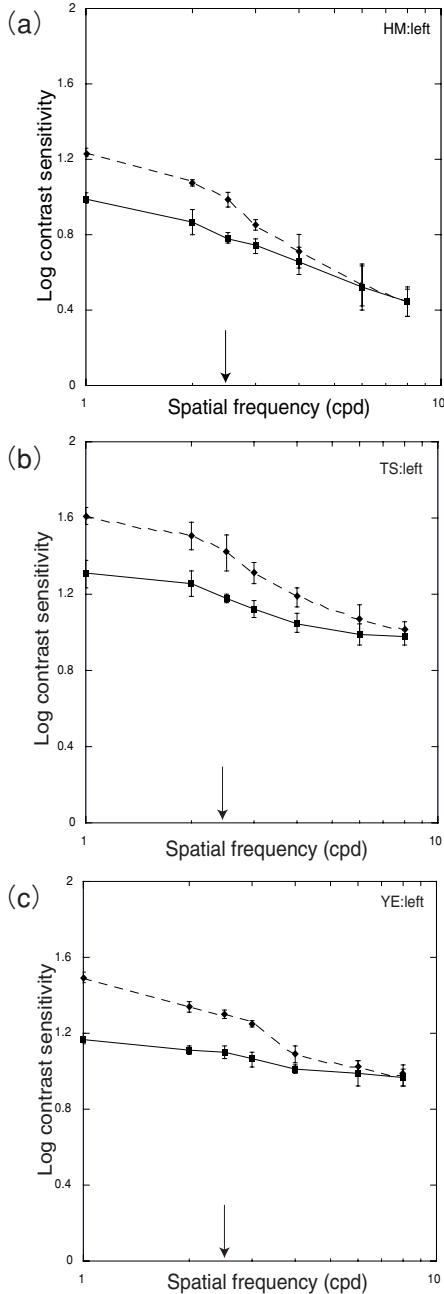 (a)
HM:left
2
1.6
1.2
0.8
0.4
0
Log contrast sensitivity
1
10
Spatial frequency (cpd)
(b)
TS:left
2
1.6
1.2
0.8
0.4
0
Log contrast sensitivity
1
10
Spatial frequency (cpd)
(c)
YE:left
2
1.6
1.2
0.8
0.4
0
Log contrast sensitivity
1
10
Spatial frequency (cpd)